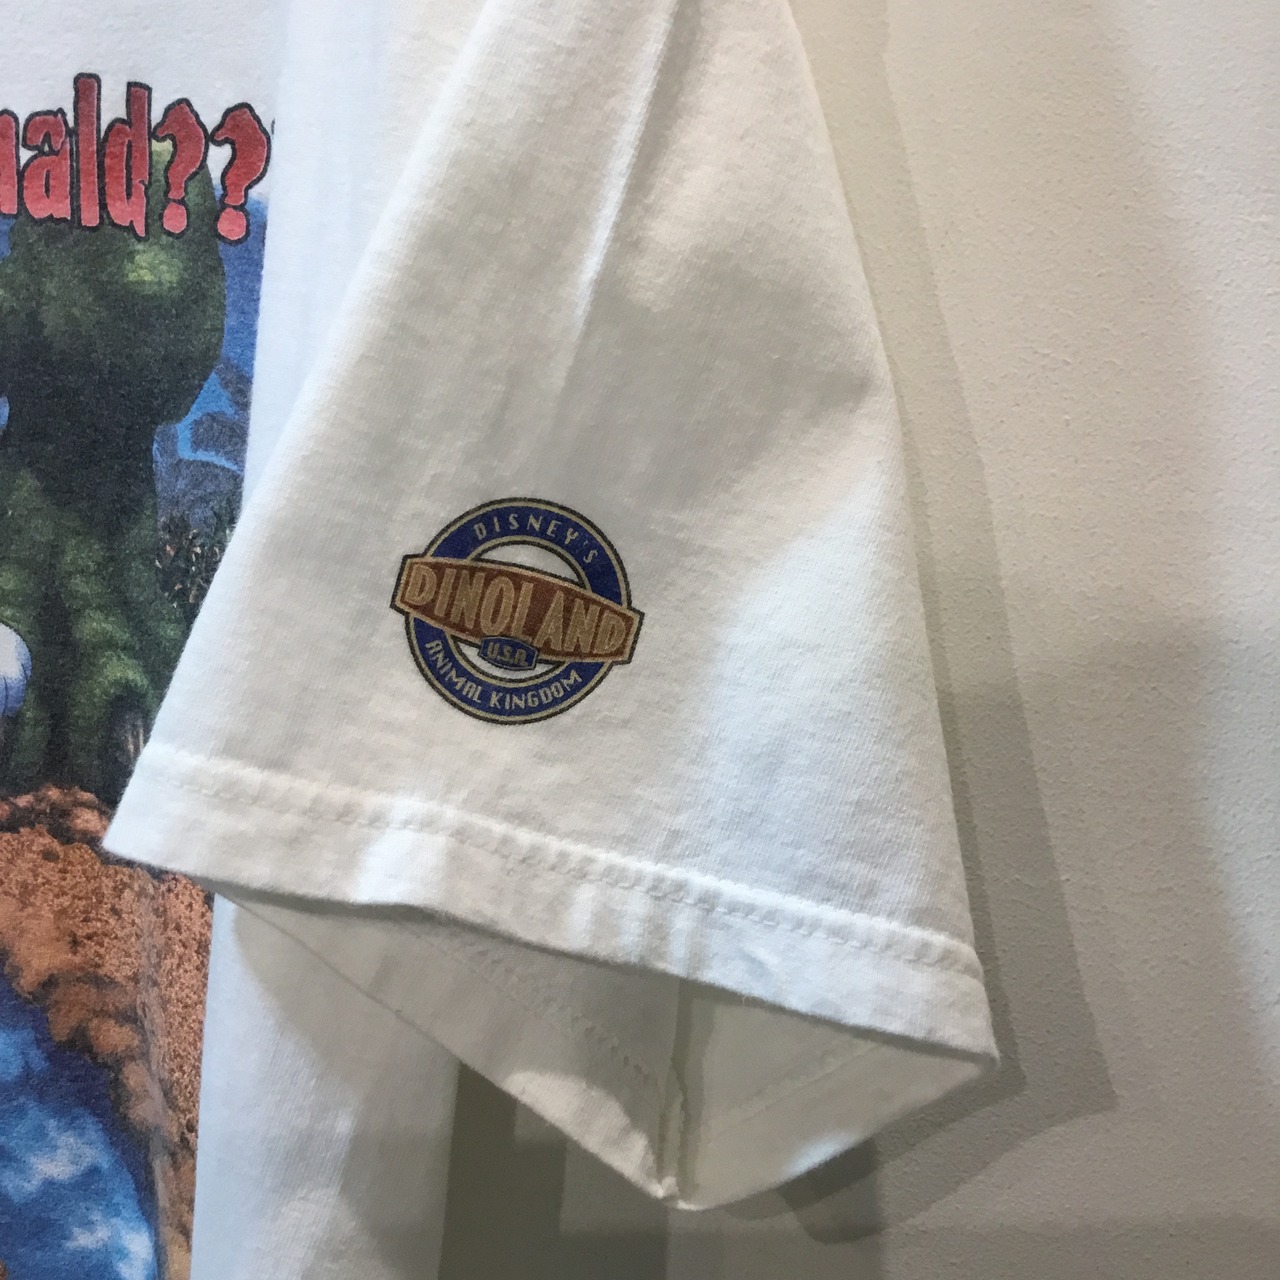 nald??
DISNEY'S
DINOLAND
U.S.A.
ANIMAL KINGDOM